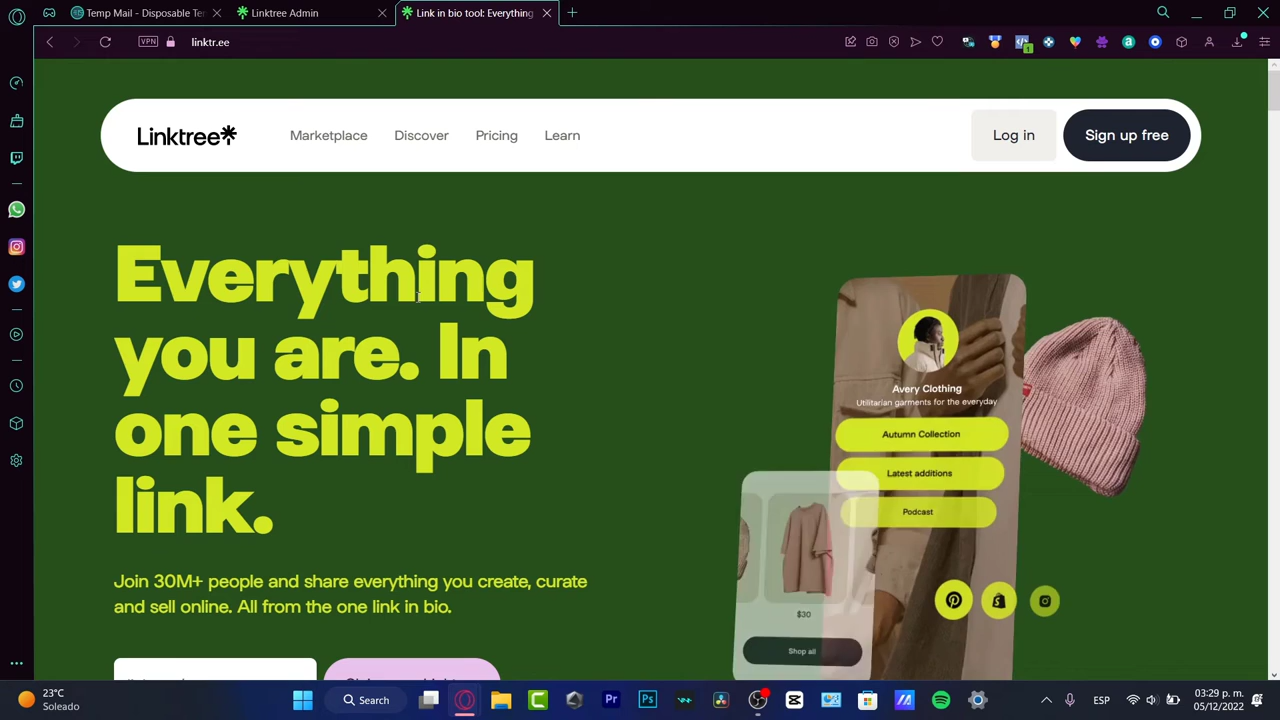 Temp Mail - Disposable Te
Linktree Admin
Link in bio tool: Everything
VPN
linktr.ee
1
Linktree
Marketplace
Discover
Pricing
Learn
Log in
Sign up free
Everything
you are. In
one simple
link.
Join 30M+ people and share everything you create, curate
and sell online. All from the one link in bio.
Avery Clothing
Utilitarian garments for the everyday
Autumn Collection
Latest additions
Podcast
$30
Shop all
23°C
Soleado
Search
Pr
Ps
ESP
03:29 p. m.
05/12/2022